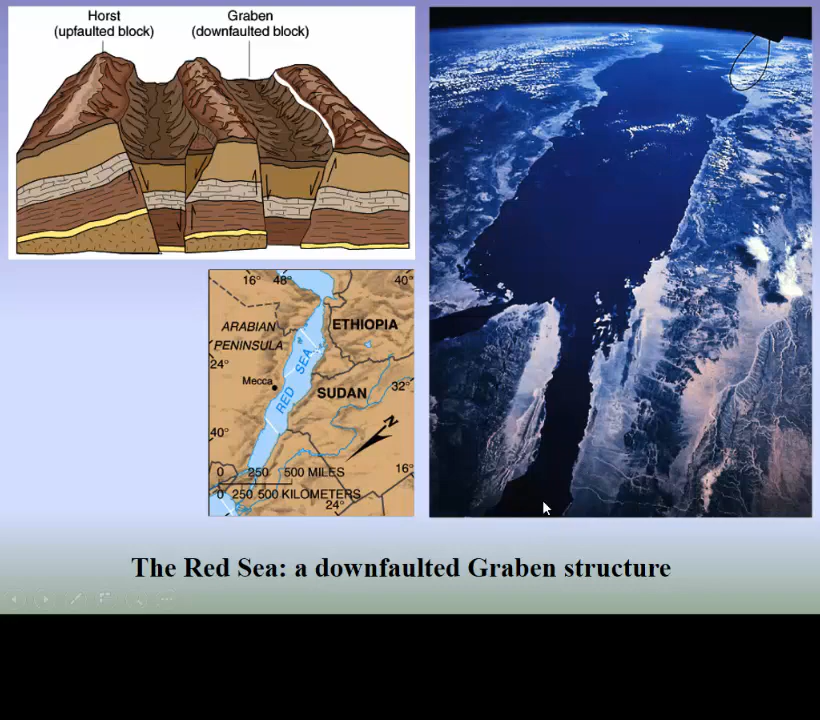 Horst
(upfaulted block)
Graben
(downfaulted block)
16° 48° 40°
ARABIAN
PENINSULA
ETHIOPIA
24°
RED SEA
Mecca
32°
SUDAN
40°
N
0 250 500 MILES
16°
0 250 500 KILOMETERS
24°
The Red Sea: a downfaulted Graben structure